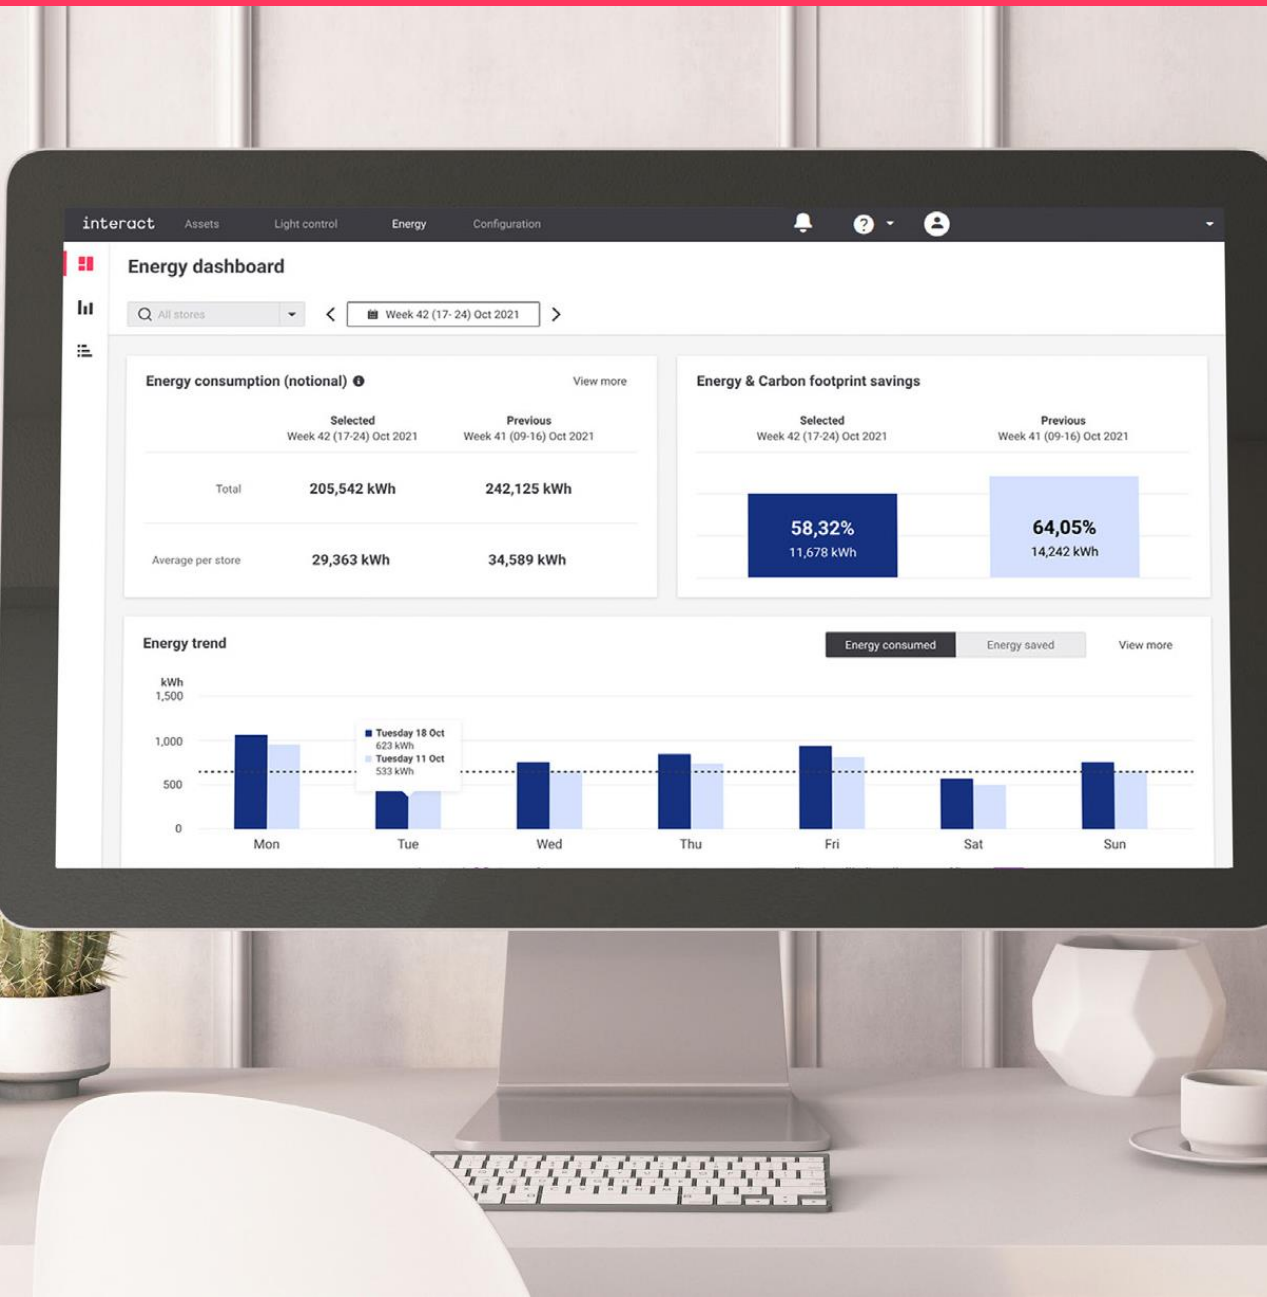 interact Assets Light control Energy Configuration
Energy dashboard
All stores
Week 42 (17- 24) Oct 2021
Energy consumption (notional)
View more
Selected Previous
Week 42 (17-24) Oct 2021 Week 41 (09-16) Oct 2021
Total 205,542 kWh 242,125 kWh
Average per store 29,363 kWh 34,589 kWh
Energy & Carbon footprint savings
Selected Previous
Week 42 (17-24) Oct 2021 Week 41 (09-16) Oct 2021
58,32% 64,05%
11,678 kWh 14,242 kWh
Energy trend
Energy consumed Energy saved View more
kWh
1,500
1,000
500
0
Tuesday 18 Oct
623 kWh
Tuesday 11 Oct
533 kWh
Mon Tue Wed Thu Fri Sat Sun